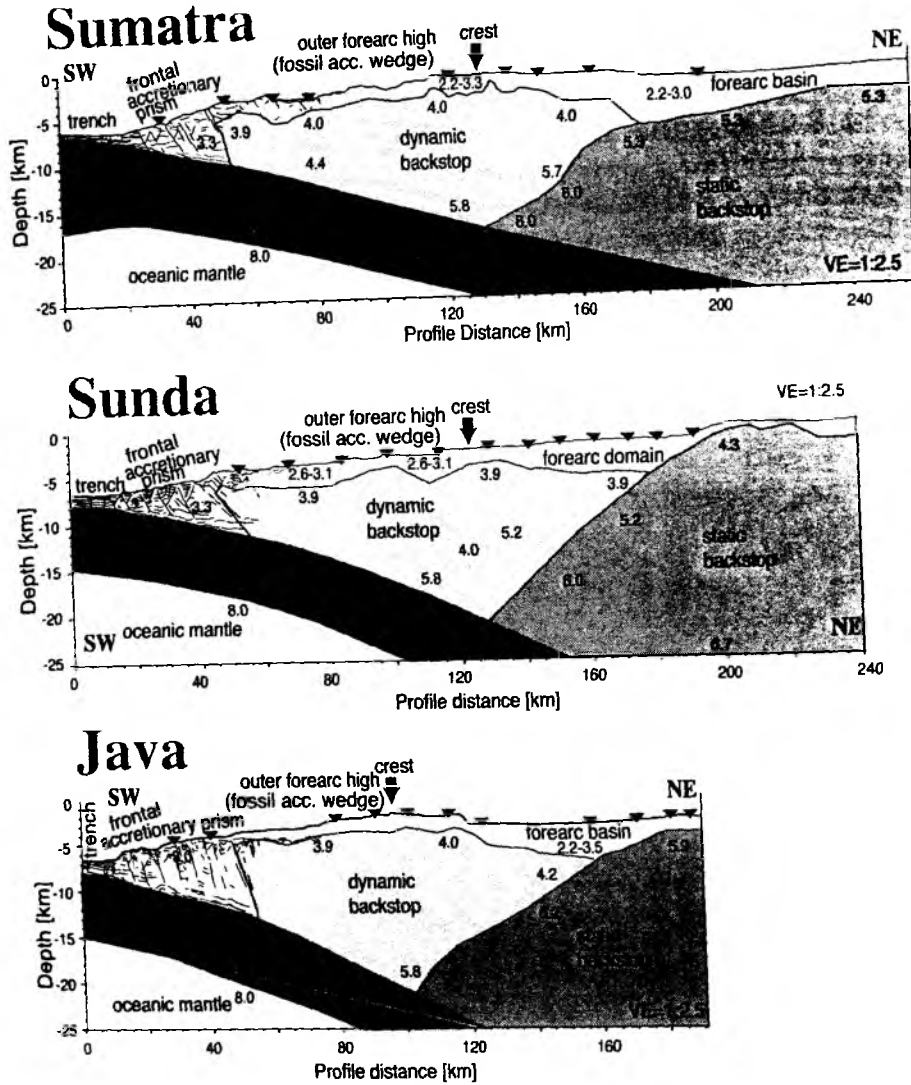 Sumatra
SW
NE
crest
outer forearc high
(fossil acc. wedge)
frontal
accretionary
prism
trench
forearc basin
2.2-3.3
2.2-3.0
3.3
3.9
4.0
4.0
4.0
5.3
5.3
5.3
4.4
dynamic
backstop
5.7
6.0
6.0
5.8
static
backstop
8.0
oceanic mantle
VE=1:2.5
Depth [km]
0
-5
-10
-15
-20
-25
0
40
80
120
160
200
240
Profile Distance [km]
Sunda
VE=1:2.5
SW
NE
crest
outer forearc high
(fossil acc. wedge)
frontal
accretionary
prism
trench
forearc domain
2.6-3.1
2.6-3.1
3.3
3.9
3.9
3.9
4.3
dynamic
backstop
5.2
5.2
4.0
5.8
6.0
static
backstop
8.0
oceanic mantle
6.7
Depth [km]
0
-5
-10
-15
-20
-25
0
40
80
120
160
200
240
Profile distance [km]
Java
SW
NE
crest
outer forearc high
(fossil acc. wedge)
frontal
accretionary prism
trench
forearc basin
2.2-3.5
3.9
4.0
4.2
dynamic
backstop
5.8
8.0
oceanic mantle
Depth [km]
0
-5
-10
-15
-20
-25
0
40
80
120
160
Profile distance [km]